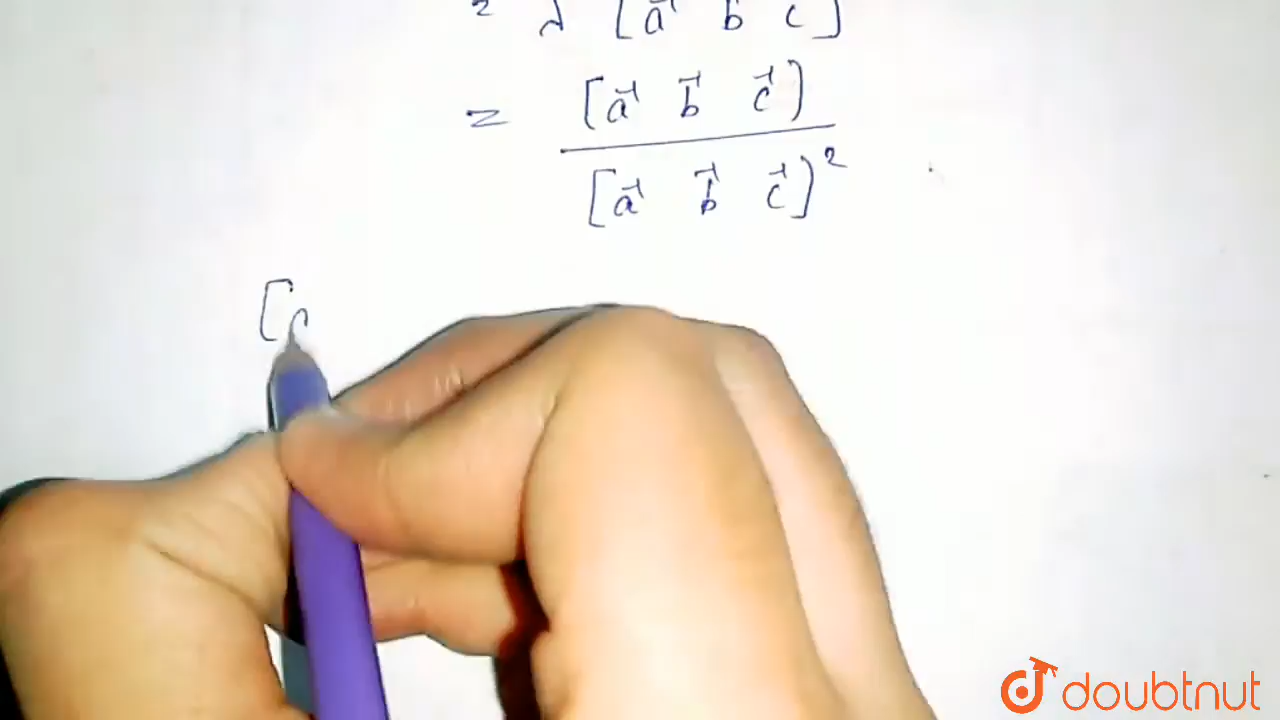 = λ [a⃗ b⃗ c⃗]
= [a⃗ b⃗ c⃗)
[a⃗ b⃗ c⃗]²
[
doubtnut